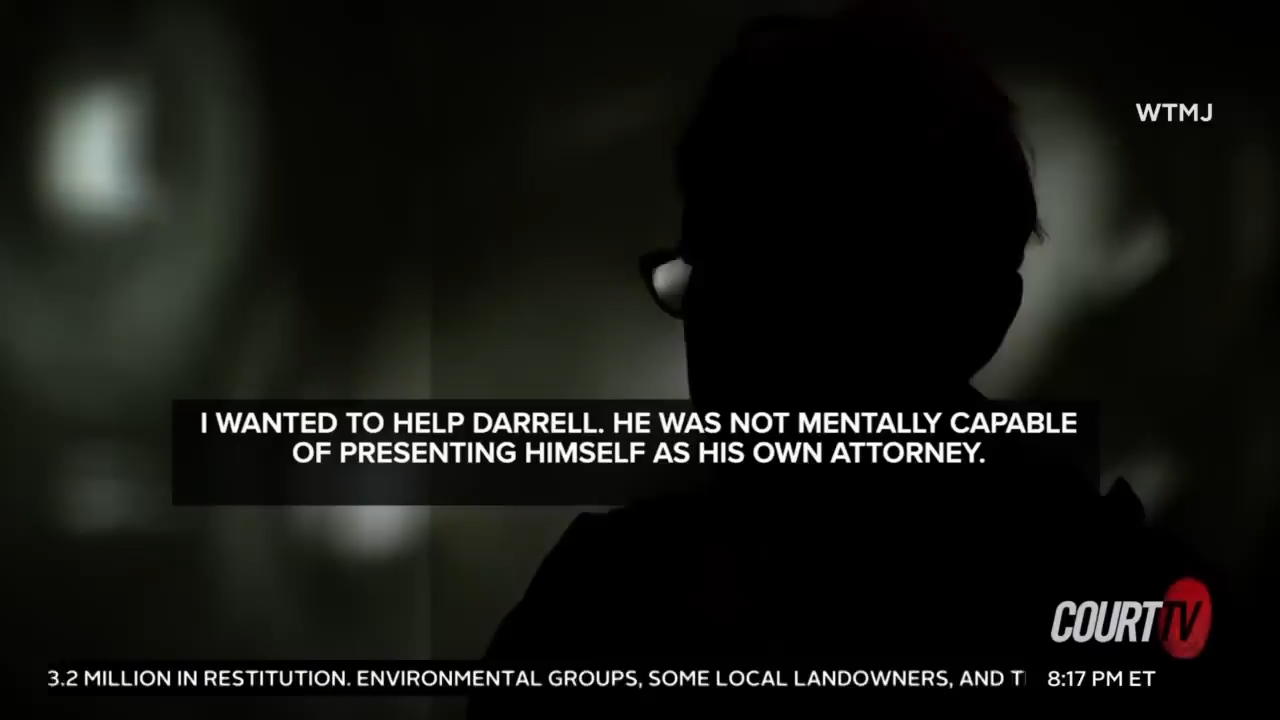 WTMJ
I WANTED TO HELP DARRELL. HE WAS NOT MENTALLY CAPABLE
OF PRESENTING HIMSELF AS HIS OWN ATTORNEY.
COURT TV
3.2 MILLION IN RESTITUTION. ENVIRONMENTAL GROUPS, SOME LOCAL LANDOWNERS, AND
8:17 PM ET